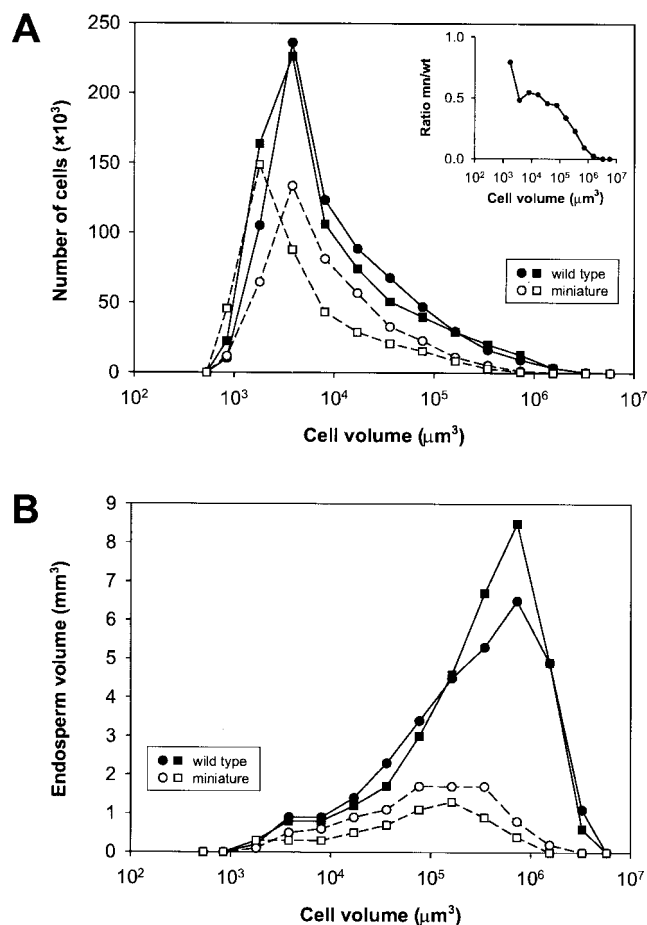 A
Number of cells (×10³)
250
200
150
100
50
0
10² 10³ 10⁴ 10⁵ 10⁶ 10⁷
Cell volume (μm³)
Ratio mn/wt
1.0
0.5
0.0
10² 10³ 10⁴ 10⁵ 10⁶ 10⁷
Cell volume (μm³)
wild type
miniature
B
Endosperm volume (mm³)
9
8
7
6
5
4
3
2
1
0
wild type
miniature
10² 10³ 10⁴ 10⁵ 10⁶ 10⁷
Cell volume (μm³)